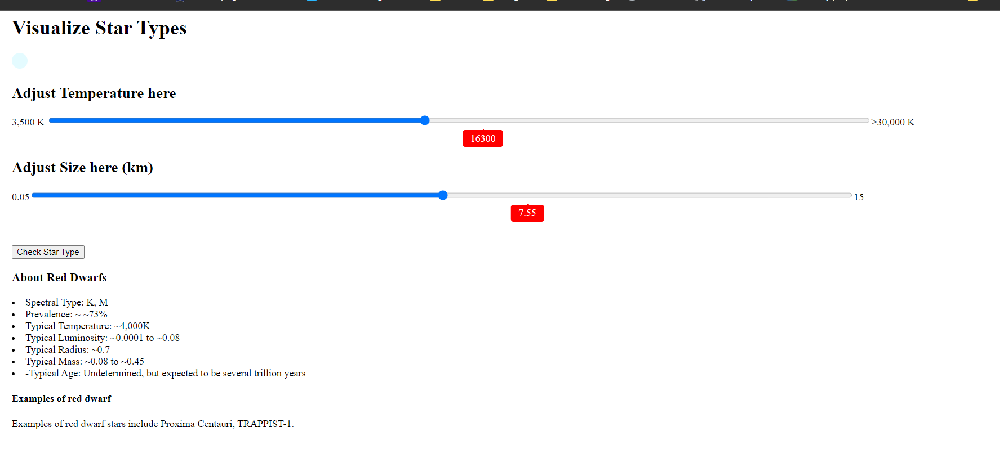 Visualize Star Types
Adjust Temperature here
3,500 K >30,000 K
16300
Adjust Size here (km)
0.05 15
7.55
Check Star Type
About Red Dwarfs
• Spectral Type: K, M
• Prevalence: ~ ~73%
• Typical Temperature: ~4,000K
• Typical Luminosity: ~0.0001 to ~0.08
• Typical Radius: ~0.7
• Typical Mass: ~0.08 to ~0.45
• -Typical Age: Undetermined, but expected to be several trillion years
Examples of red dwarf
Examples of red dwarf stars include Proxima Centauri, TRAPPIST-1.